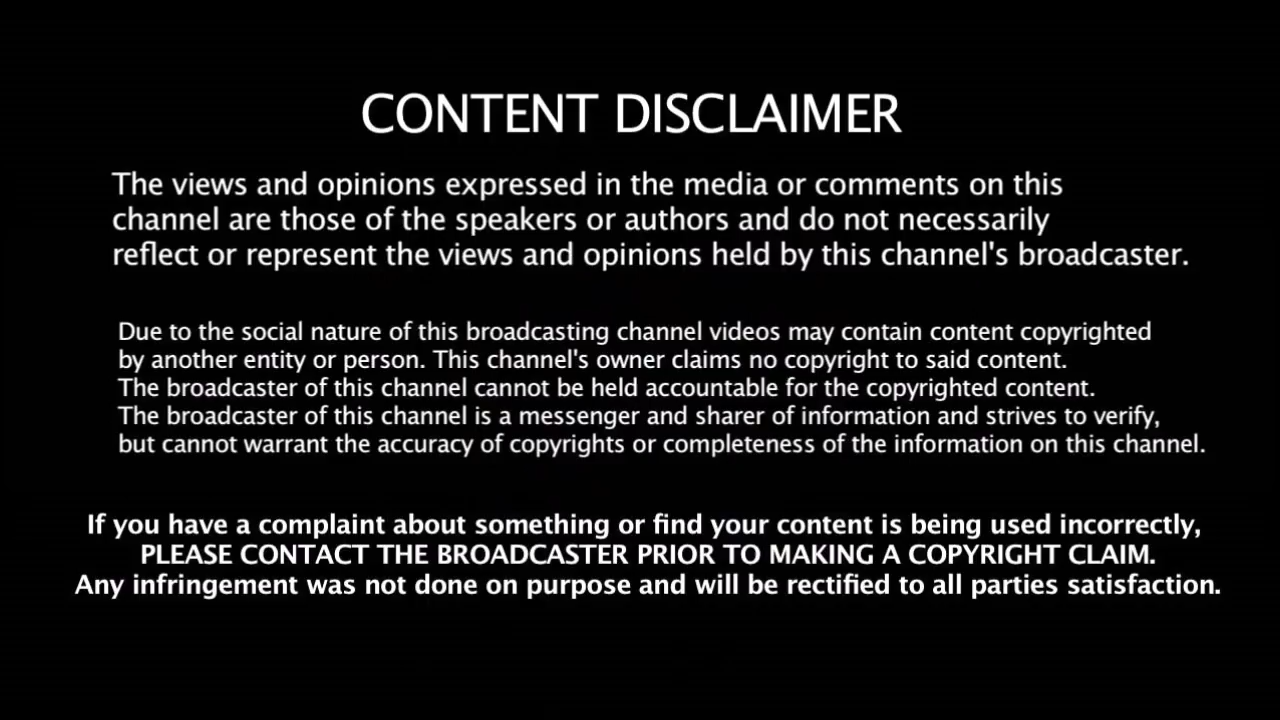 CONTENT DISCLAIMER
The views and opinions expressed in the media or comments on this
channel are those of the speakers or authors and do not necessarily
reflect or represent the views and opinions held by this channel's broadcaster.
Due to the social nature of this broadcasting channel videos may contain content copyrighted
by another entity or person. This channel's owner claims no copyright to said content.
The broadcaster of this channel cannot be held accountable for the copyrighted content.
The broadcaster of this channel is a messenger and sharer of information and strives to verify,
but cannot warrant the accuracy of copyrights or completeness of the information on this channel.
If you have a complaint about something or find your content is being used incorrectly,
PLEASE CONTACT THE BROADCASTER PRIOR TO MAKING A COPYRIGHT CLAIM.
Any infringement was not done on purpose and will be rectified to all parties satisfaction.